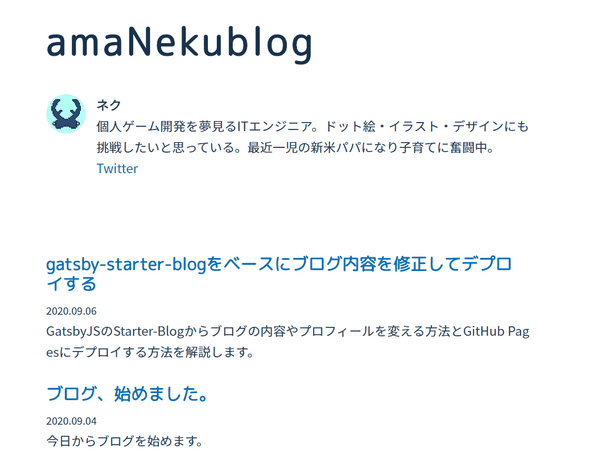 amaNekublog
ネク
個人ゲーム開発を夢見るITエンジニア。ドット絵・イラスト・デザインにも
挑戦したいと思っている。最近一児の新米パパになり子育てに奮闘中。
Twitter
gatsby-starter-blogをベースにブログ内容を修正してデプロ
イする
2020.09.06
GatsbyJSのStarter-Blogからブログの内容やプロフィールを変える方法とGitHub Pag
esにデプロイする方法を解説します。
ブログ、始めました。
2020.09.04
今日からブログを始めます。